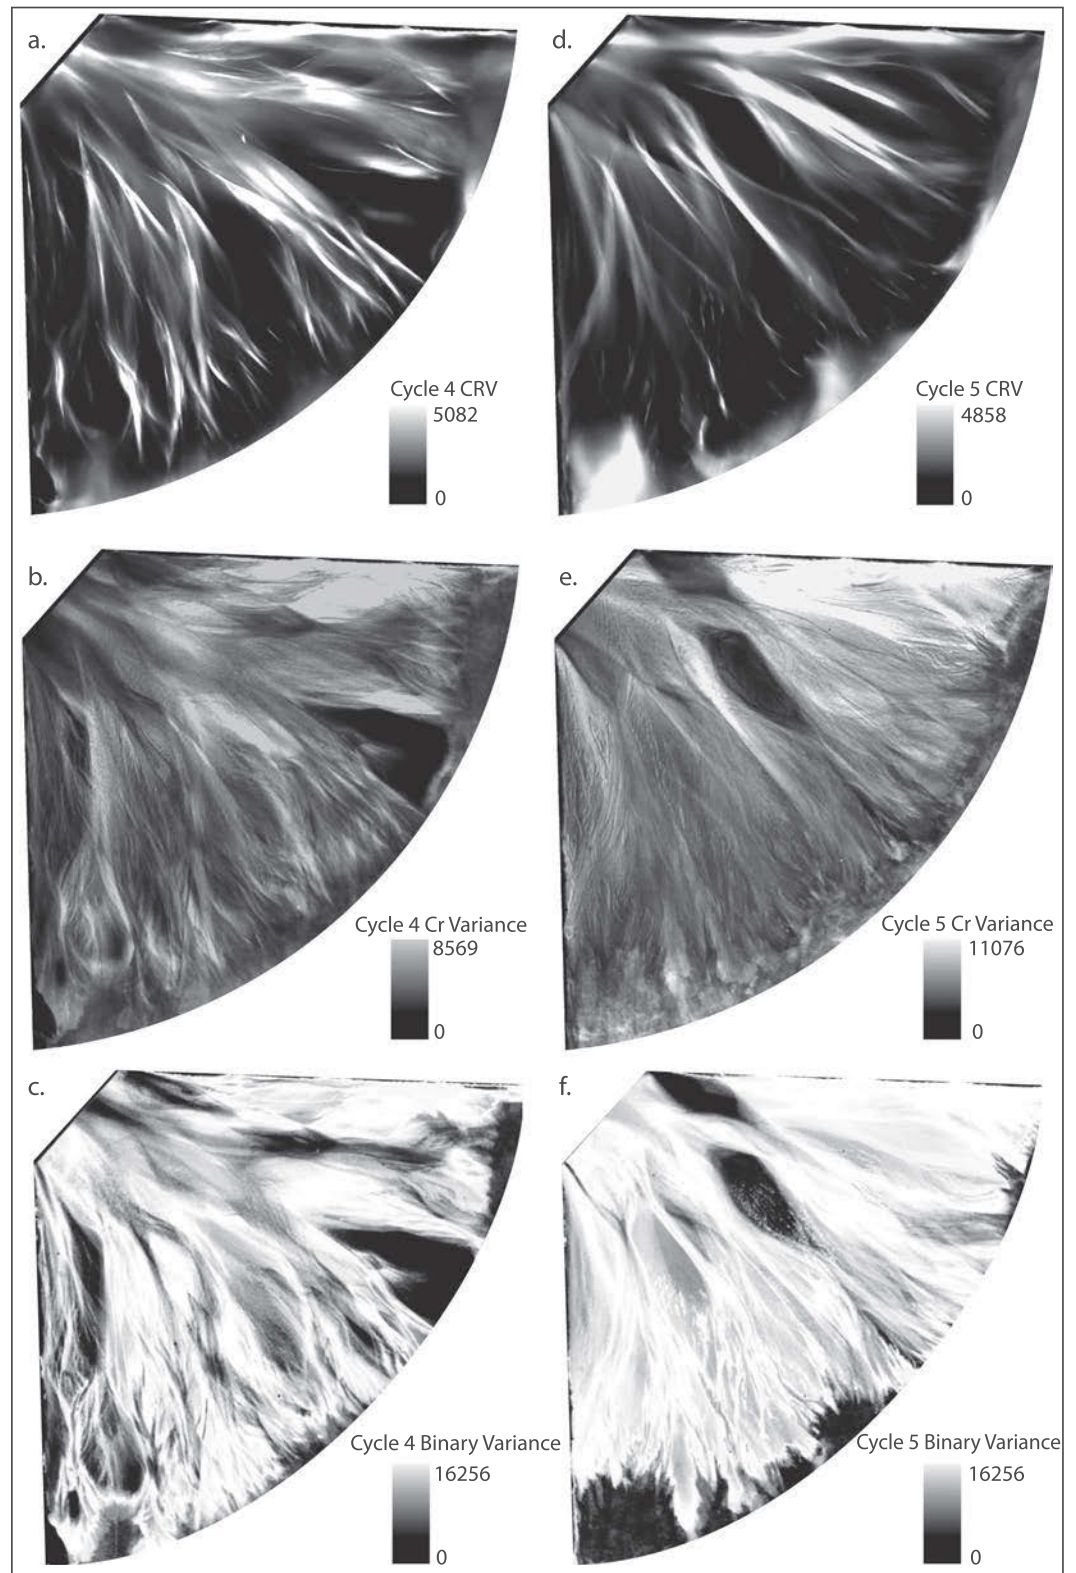 a.
Cycle 4 CRV
5082
0
b.
Cycle 4 Cr Variance
8569
0
c.
Cycle 4 Binary Variance
16256
0
d.
Cycle 5 CRV
4858
0
e.
Cycle 5 Cr Variance
11076
0
f.
Cycle 5 Binary Variance
16256
0